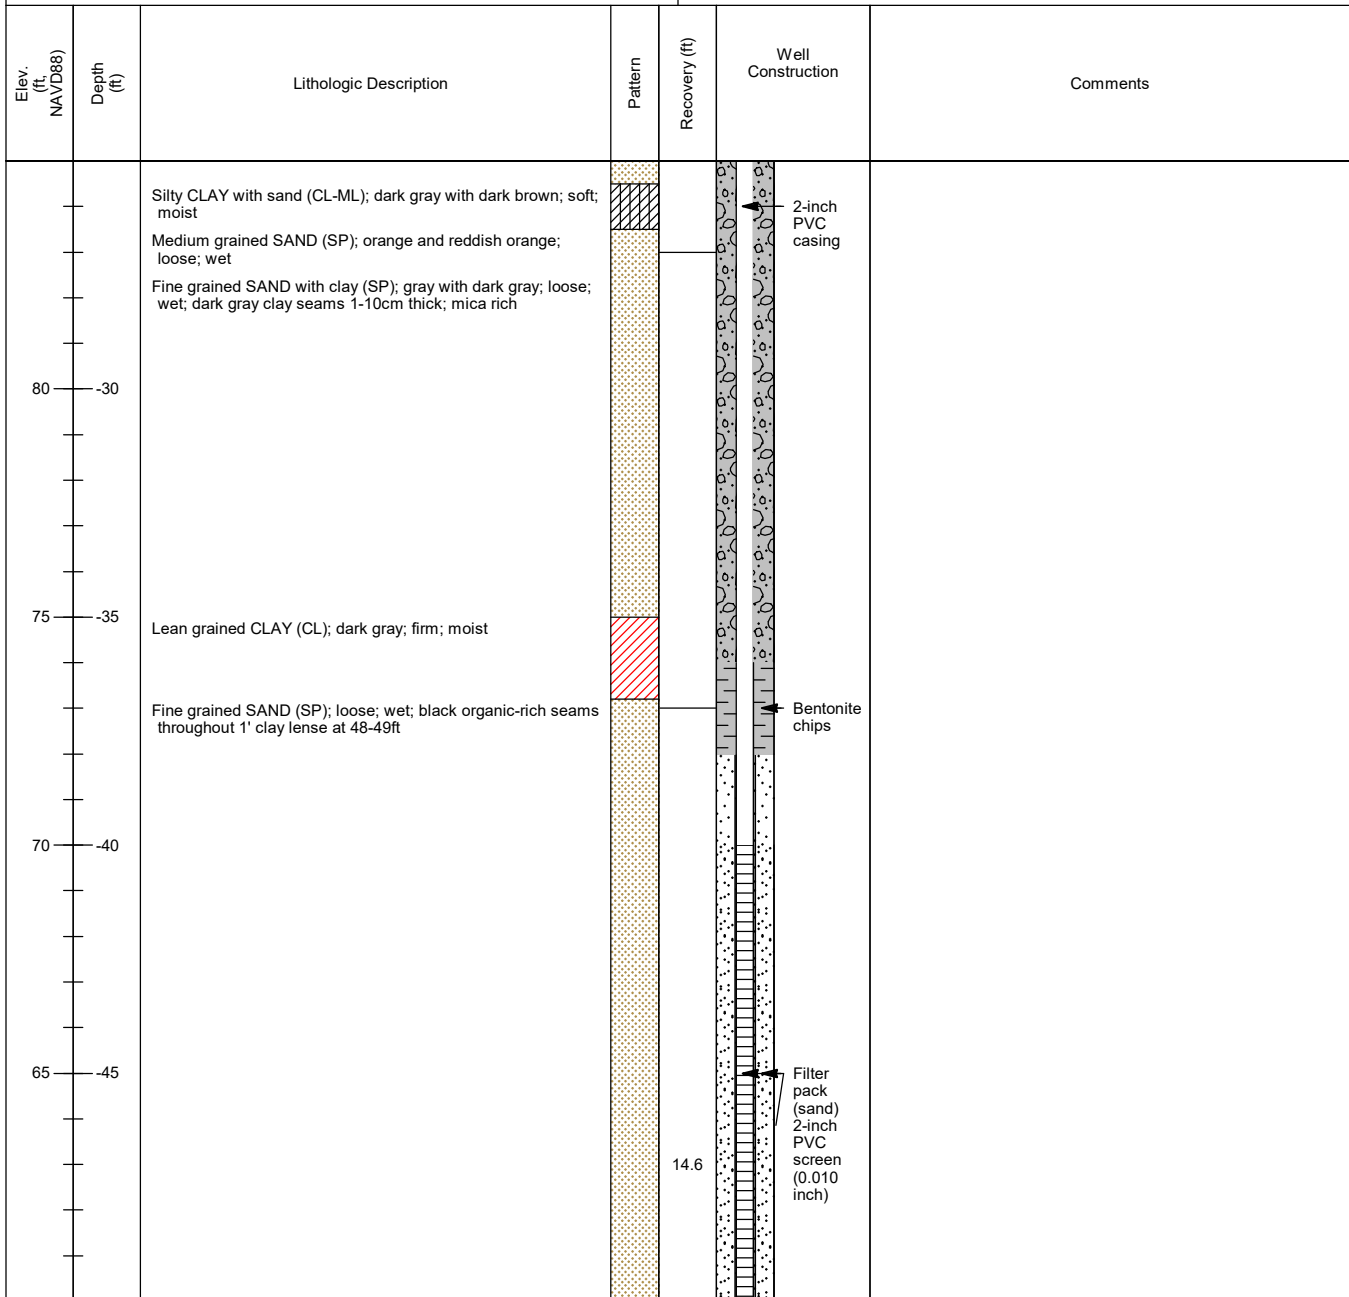 Elev.
(ft,
NAVD88)
Depth
(ft)
Lithologic Description
Pattern
Recovery (ft)
Well
Construction
Comments
Silty CLAY with sand (CL-ML); dark gray with dark brown; soft;
moist
2-inch
PVC
casing
Medium grained SAND (SP); orange and reddish orange;
loose; wet
Fine grained SAND with clay (SP); gray with dark gray; loose;
wet; dark gray clay seams 1-10cm thick; mica rich
80 -30
75 -35
Lean grained CLAY (CL); dark gray; firm; moist
Fine grained SAND (SP); loose; wet; black organic-rich seams
throughout 1' clay lense at 48-49ft
Bentonite
chips
70 -40
65 -45
Filter
pack
(sand)
2-inch
PVC
screen
(0.010
inch)
14.6